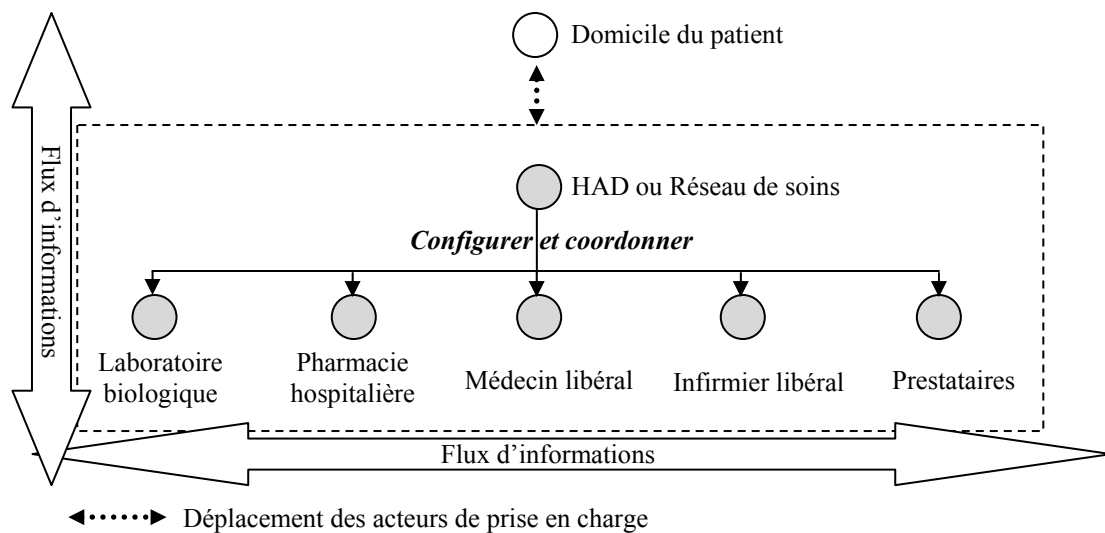 Domicile du patient
Flux d'informations
HAD ou Réseau de soins
Configurer et coordonner
Laboratoire
biologique
Pharmacie
hospitalière
Médecin libéral
Infirmier libéral
Prestataires
Flux d'informations
Déplacement des acteurs de prise en charge